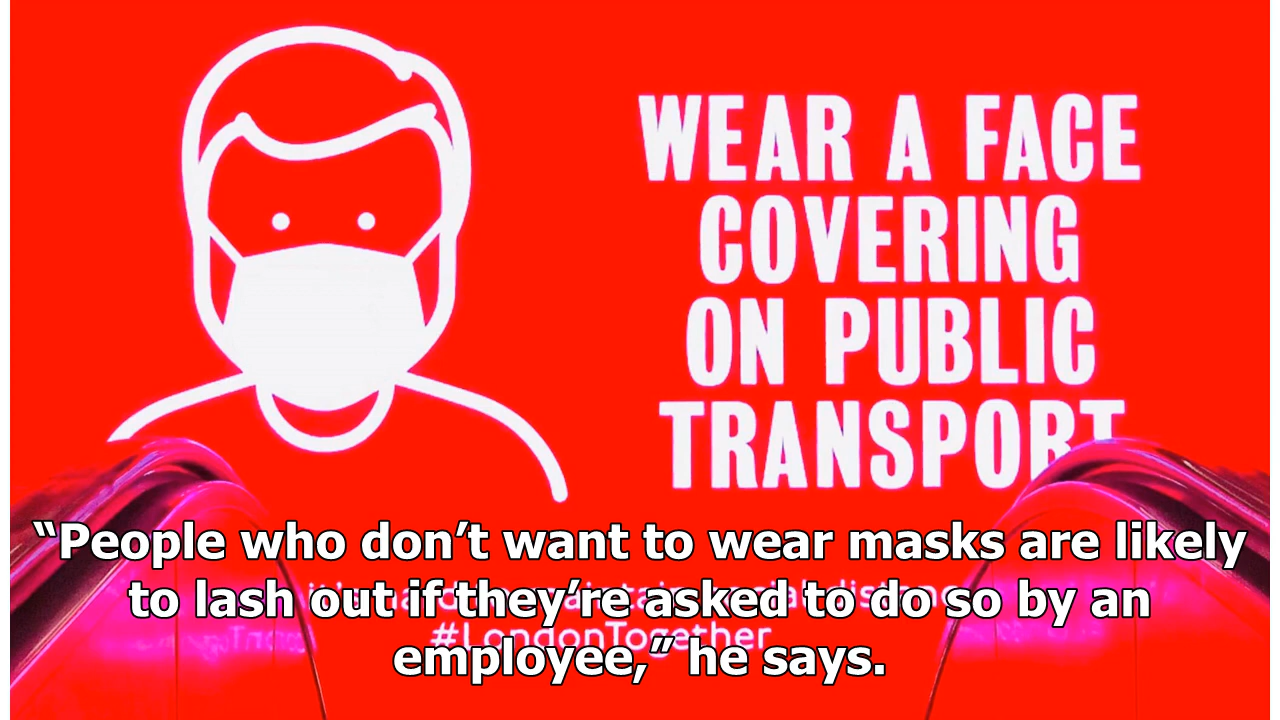 WEAR A FACE
COVERING
ON PUBLIC
TRANSPORT
“People who don’t want to wear masks are likely
to lash out if they’re asked to do so by an
#LondonTogether
employee,” he says.